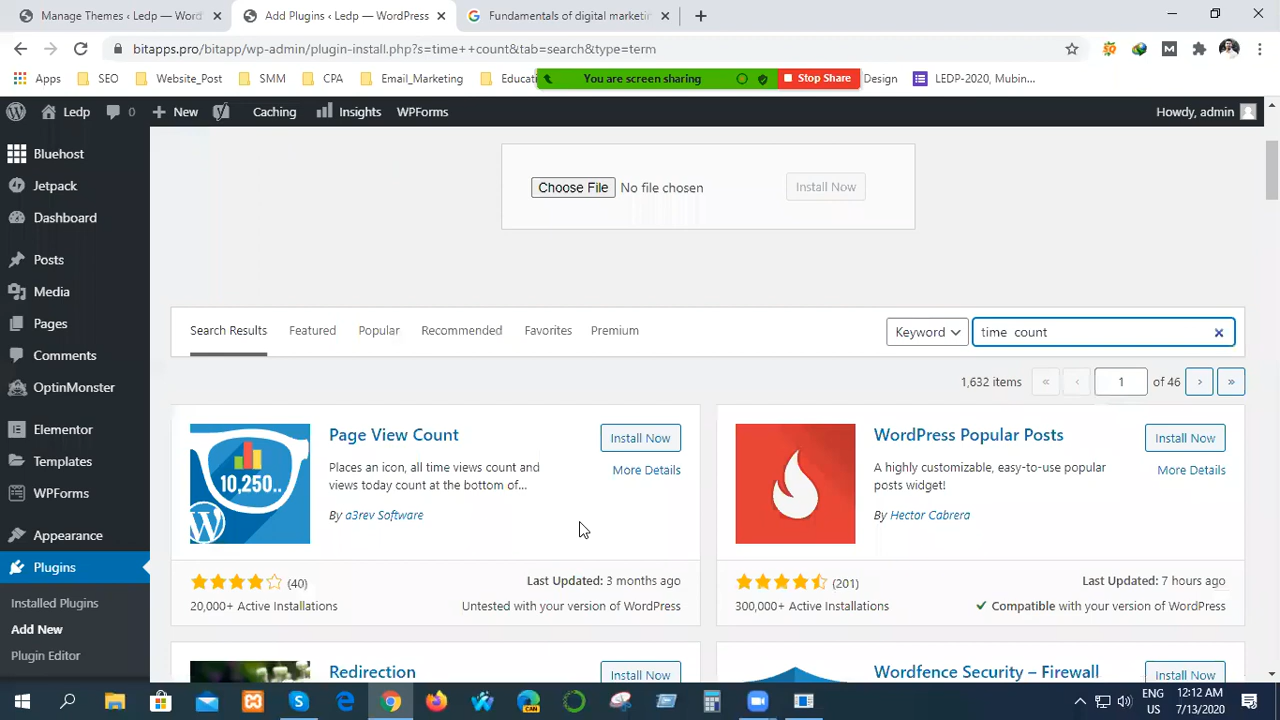 Manage Themes ‹ Ledp — Word
Add Plugins ‹ Ledp — WordPress
Fundamentals of digital marketin
bitapps.pro/bitapp/wp-admin/plugin-install.php?s=time++count&tab=search&type=term
Apps
SEO
Website_Post
SMM
CPA
Email_Marketing
Educati
You are screen sharing
Stop Share
Design
LEDP-2020, Mubin...
Ledp
0
New
Caching
Insights
WPForms
Howdy, admin
Bluehost
Jetpack
Dashboard
Posts
Media
Pages
Comments
OptinMonster
Elementor
Templates
WPForms
Appearance
Plugins
Installed Plugins
Add New
Plugin Editor
Choose File No file chosen
Install Now
Search Results
Featured
Popular
Recommended
Favorites
Premium
Keyword
time  count
1,632 items
«
‹
1
of 46
›
»
Page View Count
Install Now
More Details
Places an icon, all time views count and
views today count at the bottom of...
By a3rev Software
10,250..
(40)
Last Updated: 3 months ago
20,000+ Active Installations
Untested with your version of WordPress
WordPress Popular Posts
Install Now
More Details
A highly customizable, easy-to-use popular
posts widget!
By Hector Cabrera
(201)
Last Updated: 7 hours ago
300,000+ Active Installations
Compatible with your version of WordPress
Redirection
Install Now
Wordfence Security – Firewall
Install Now
CAN
ENG
US
12:12 AM
7/13/2020